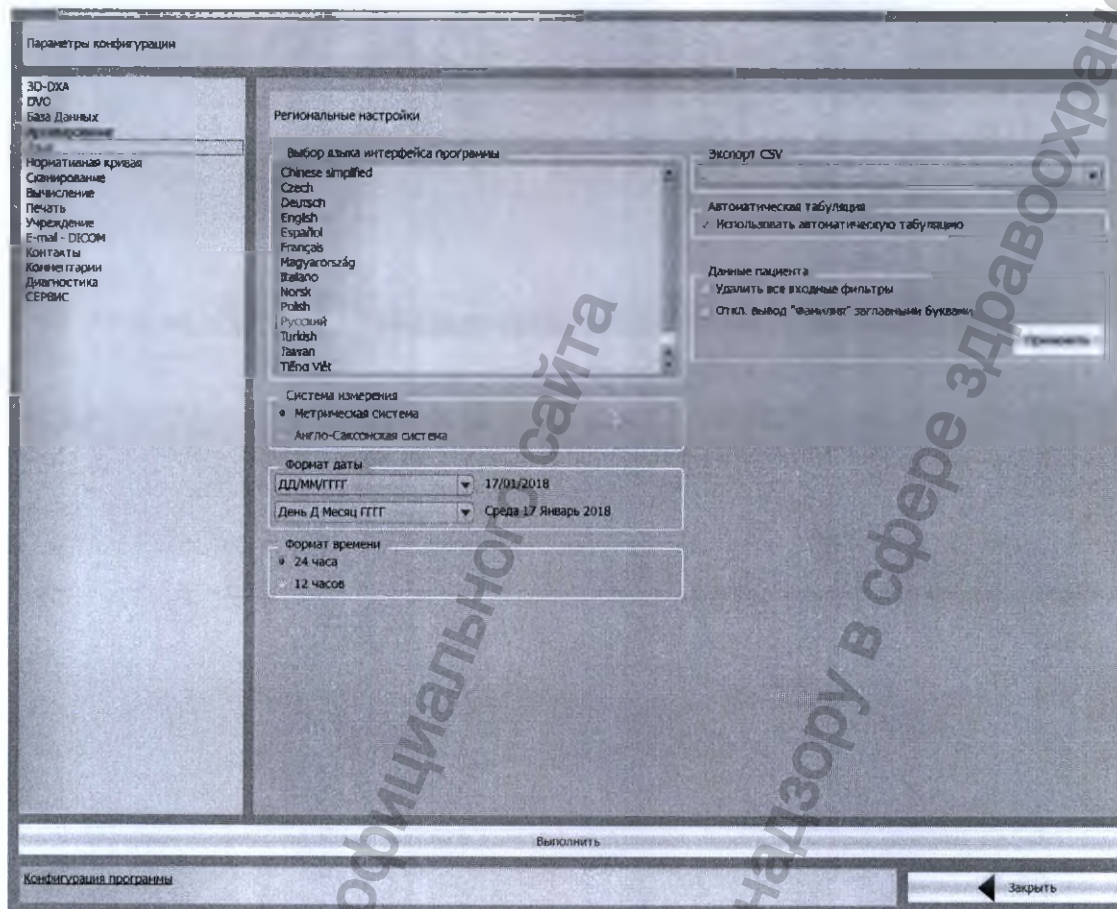 Параметры конфигурации
3D-DXA
DVO
База Данных
Архивирование
Нормативная кривая
Сканирование
Вычисление
Печать
Учреждение
E-mail - DICOM
Контакты
Комментарии
Диагностика
СЕРВИС
Региональные настройки
Выбор языка интерфейса программы
Chinese simplified
Czech
Deutsch
English
Español
Français
Magyarország
Italiano
Norsk
Polish
Русский
Turkish
Taiwan
Tiếng Việt
Система измерения
Метрическая система
Англо-Саксонская система
Формат даты
ДД/ММ/ГГГГ 17/01/2018
День Д Месяц ГГГГ Среда 17 Январь 2018
Формат времени
24 часа
12 часов
Экспорт CSV
Автоматическая табуляция
Использовать автоматическую табуляцию
Данные пациента
Удалить все входные фильтры
Откл. вывод "Фамилия" заглавными буквами
Применить
Выполнить
Конфигурация программы
Закрыть
официального сайта
надзору в сфере здравоохране